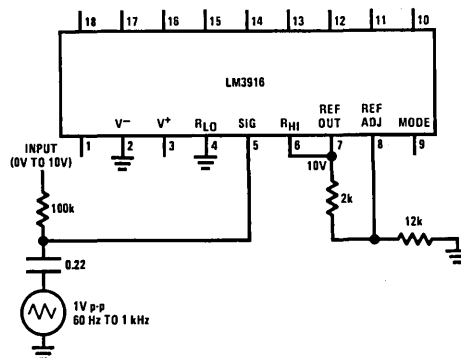 18 17 16 15 14 13 12 11 10
LM3916
V− V+ RLO SIG RHI REF OUT REF ADJ MODE
1 2 3 4 5 6 7 8 9
INPUT
(0V TO 10V)
10V
100k
2k
12k
0.22
1V p-p
60 Hz TO 1 kHz